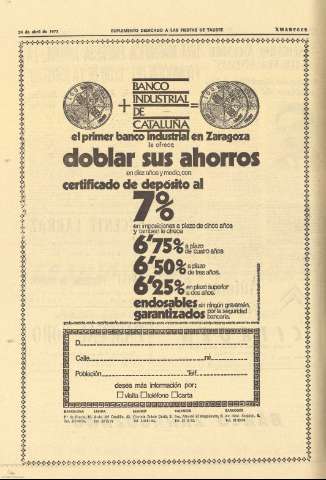 24 de abril de 1973 SUPLEMENTO DEDICADO A LAS FIESTAS DE TAUSTE
BANCO
INDUSTRIAL
DE
CATALUÑA
el primer banco industrial en Zaragoza
le ofrece
doblar sus ahorros
en diez años y medio, con
certificado de depósito al
7%
en imposiciones a plazo de cinco años
y también le ofrece
6'75% a plazo
de cuatro años
6'50% a plazo
de tres años.
6'25% en plazo superior
a dos años.
endosables sin ningún gravamen,
garantizados por la seguridad
bancaria.
D.
Calle nº
Población Tel.
desea más información por:
visita teléfono carta
BARCELONA MADRID ZARAGOZA